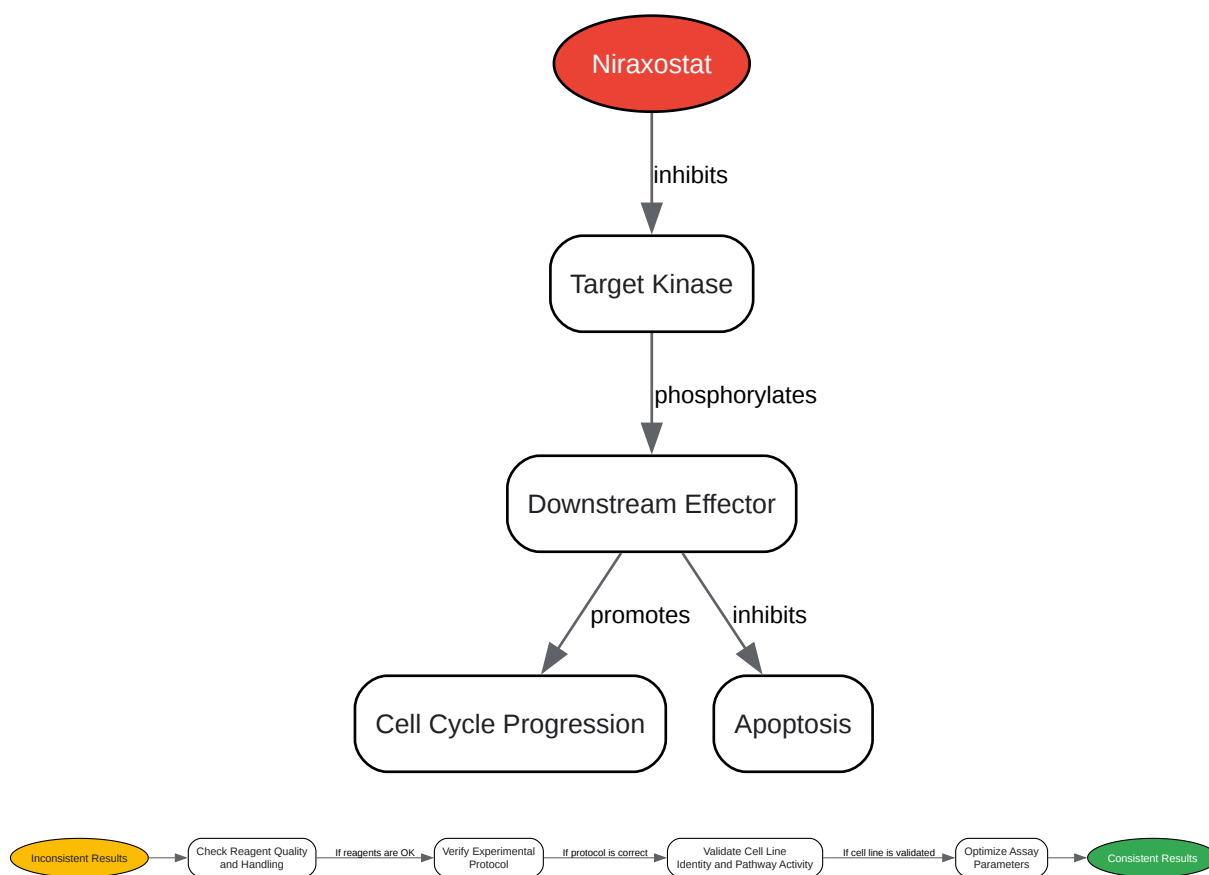 Niraxostat
inhibits
Target Kinase
phosphorylates
Downstream Effector
promotes
inhibits
Cell Cycle Progression
Apoptosis
Inconsistent Results
Check Reagent Quality
and Handling
If reagents are OK
Verify Experimental
Protocol
If protocol is correct
Validate Cell Line
Identity and Pathway Activity
If cell line is validated
Optimize Assay
Parameters
Consistent Results